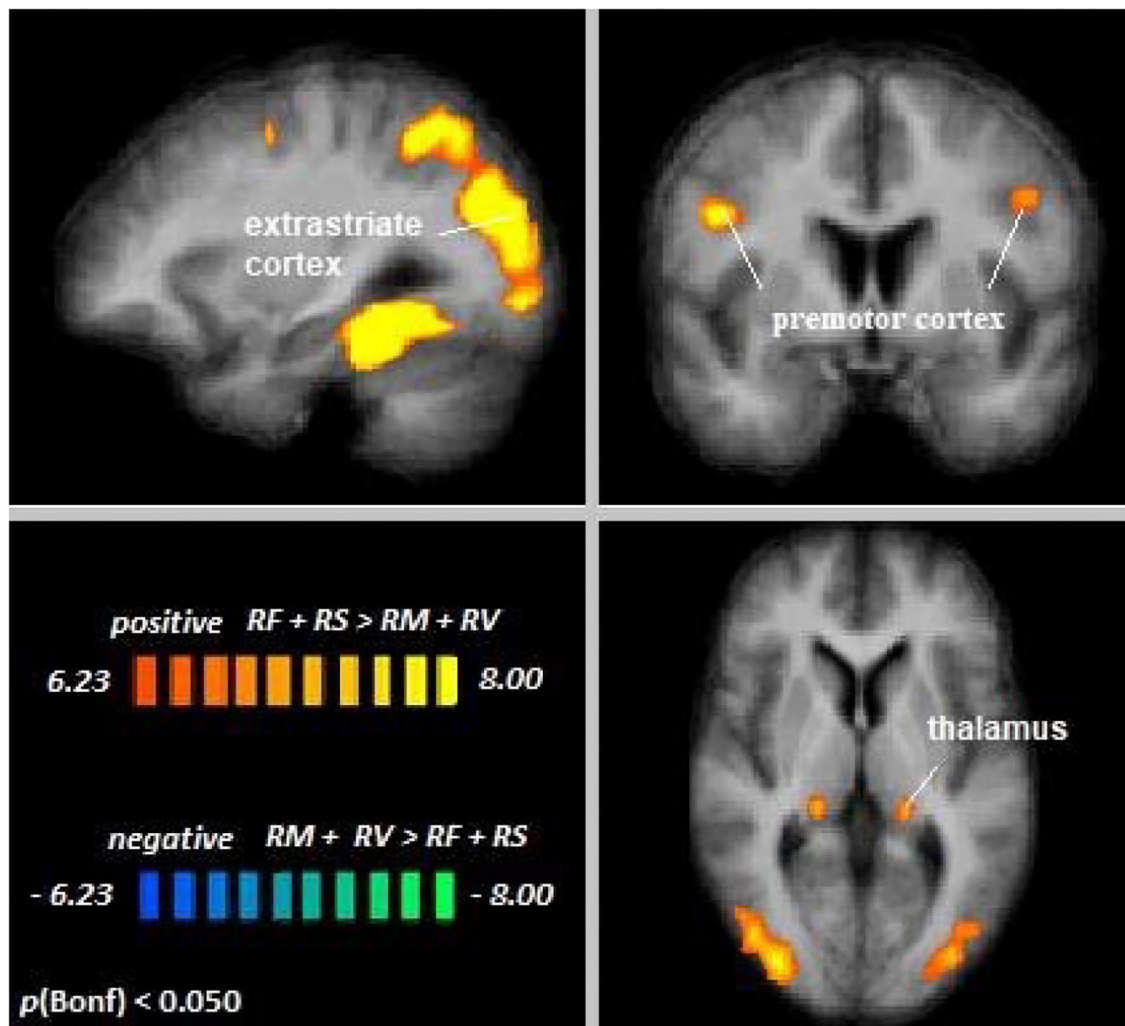 extrastriate
cortex
premotor cortex
positive RF + RS > RM + RV
6.23 8.00
negative RM + RV > RF + RS
- 6.23 - 8.00
p(Bonf) < 0.050
thalamus